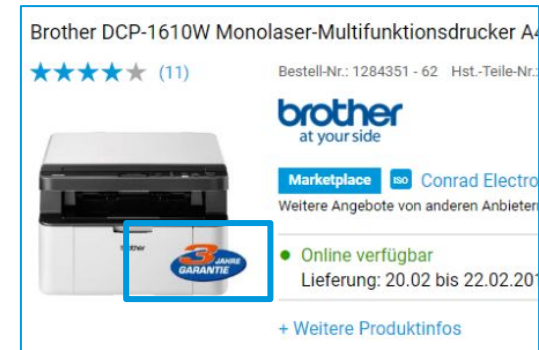 Brother DCP-1610W Monolaser-Multifunktionsdrucker A4
(11)
Bestell-Nr.: 1284351 - 62 Hst.-Teile-Nr.:
brother
at your side
Marketplace ISO Conrad Electro
Weitere Angebote von anderen Anbieter
brother
3 JAHRE
GARANTIE
Online verfügbar
Lieferung: 20.02 bis 22.02.201
+ Weitere Produktinfos